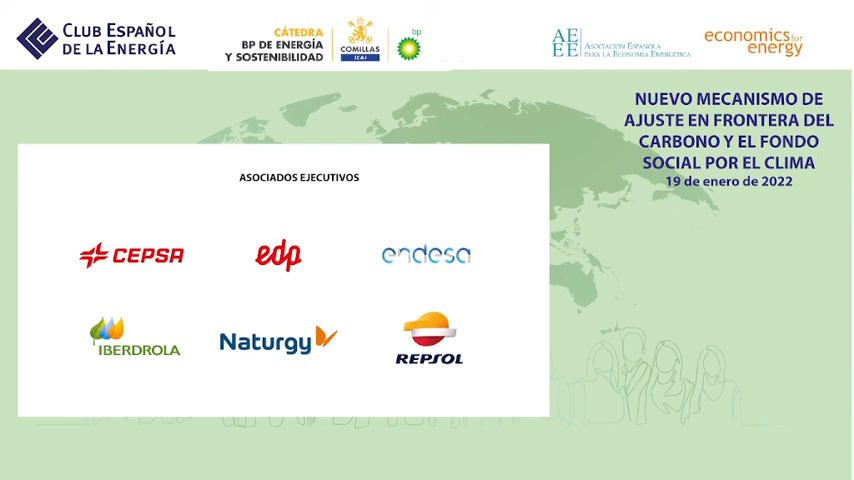 CLUB ESPAÑOL
DE LA ENERGÍA
CÁTEDRA
BP DE ENERGÍA
Y SOSTENIBILIDAD
COMILLAS
ICAI
bp
AE
EE
ASOCIACIÓN ESPAÑOLA
PARA LA ECONOMÍA ENERGÉTICA
economics for
energy
NUEVO MECANISMO DE
AJUSTE EN FRONTERA DEL
CARBONO Y EL FONDO
SOCIAL POR EL CLIMA
19 de enero de 2022
ASOCIADOS EJECUTIVOS
CEPSA
edp
endesa
IBERDROLA
Naturgy
REPSOL